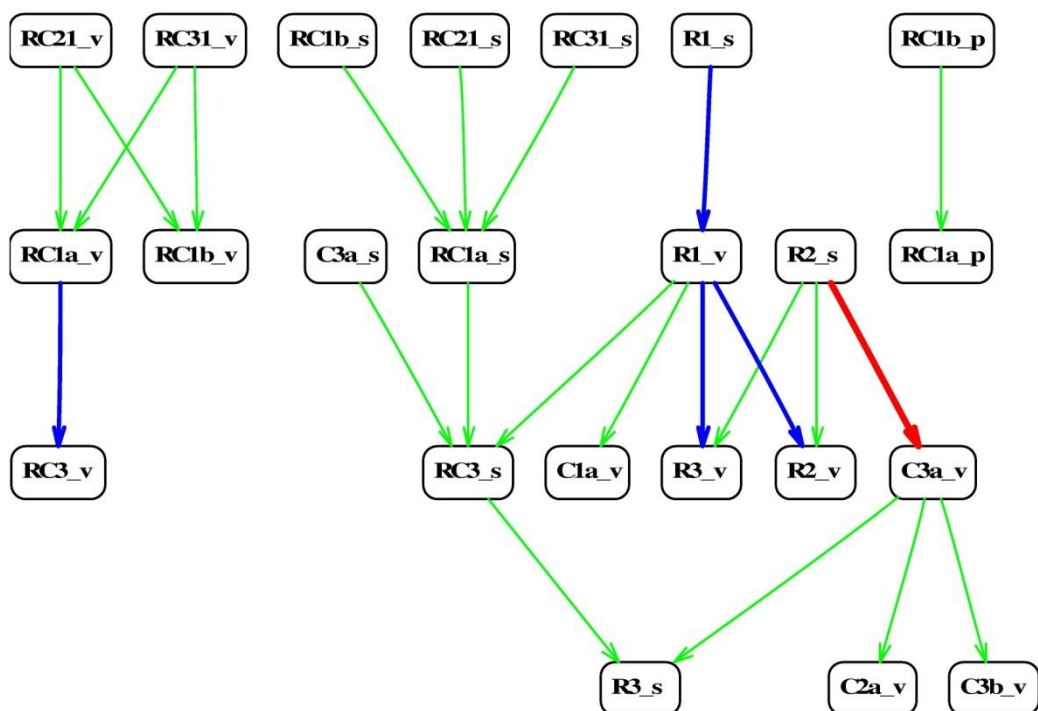 RC21_v RC31_v RC1b_s RC21_s RC31_s R1_s RC1b_p
RC1a_v RC1b_v C3a_s RC1a_s R1_v R2_s RC1a_p
RC3_v RC3_s C1a_v R3_v R2_v C3a_v
R3_s C2a_v C3b_v